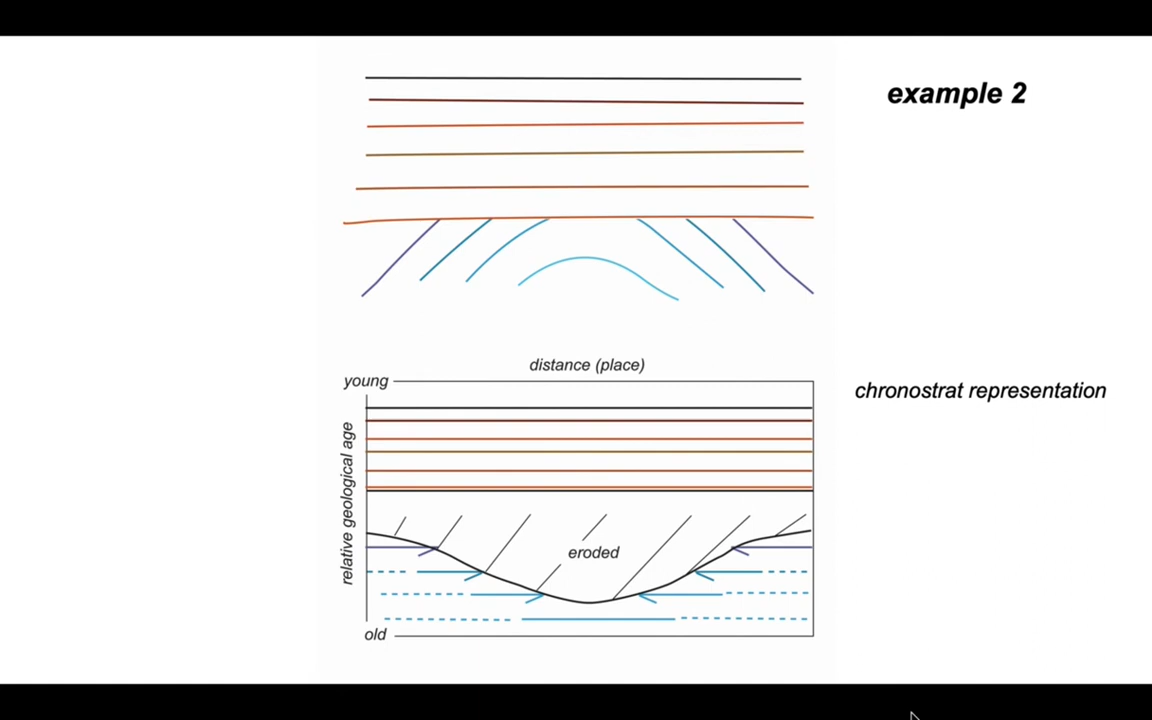 example 2
distance (place)
young
chronostrat representation
relative geological age
eroded
old